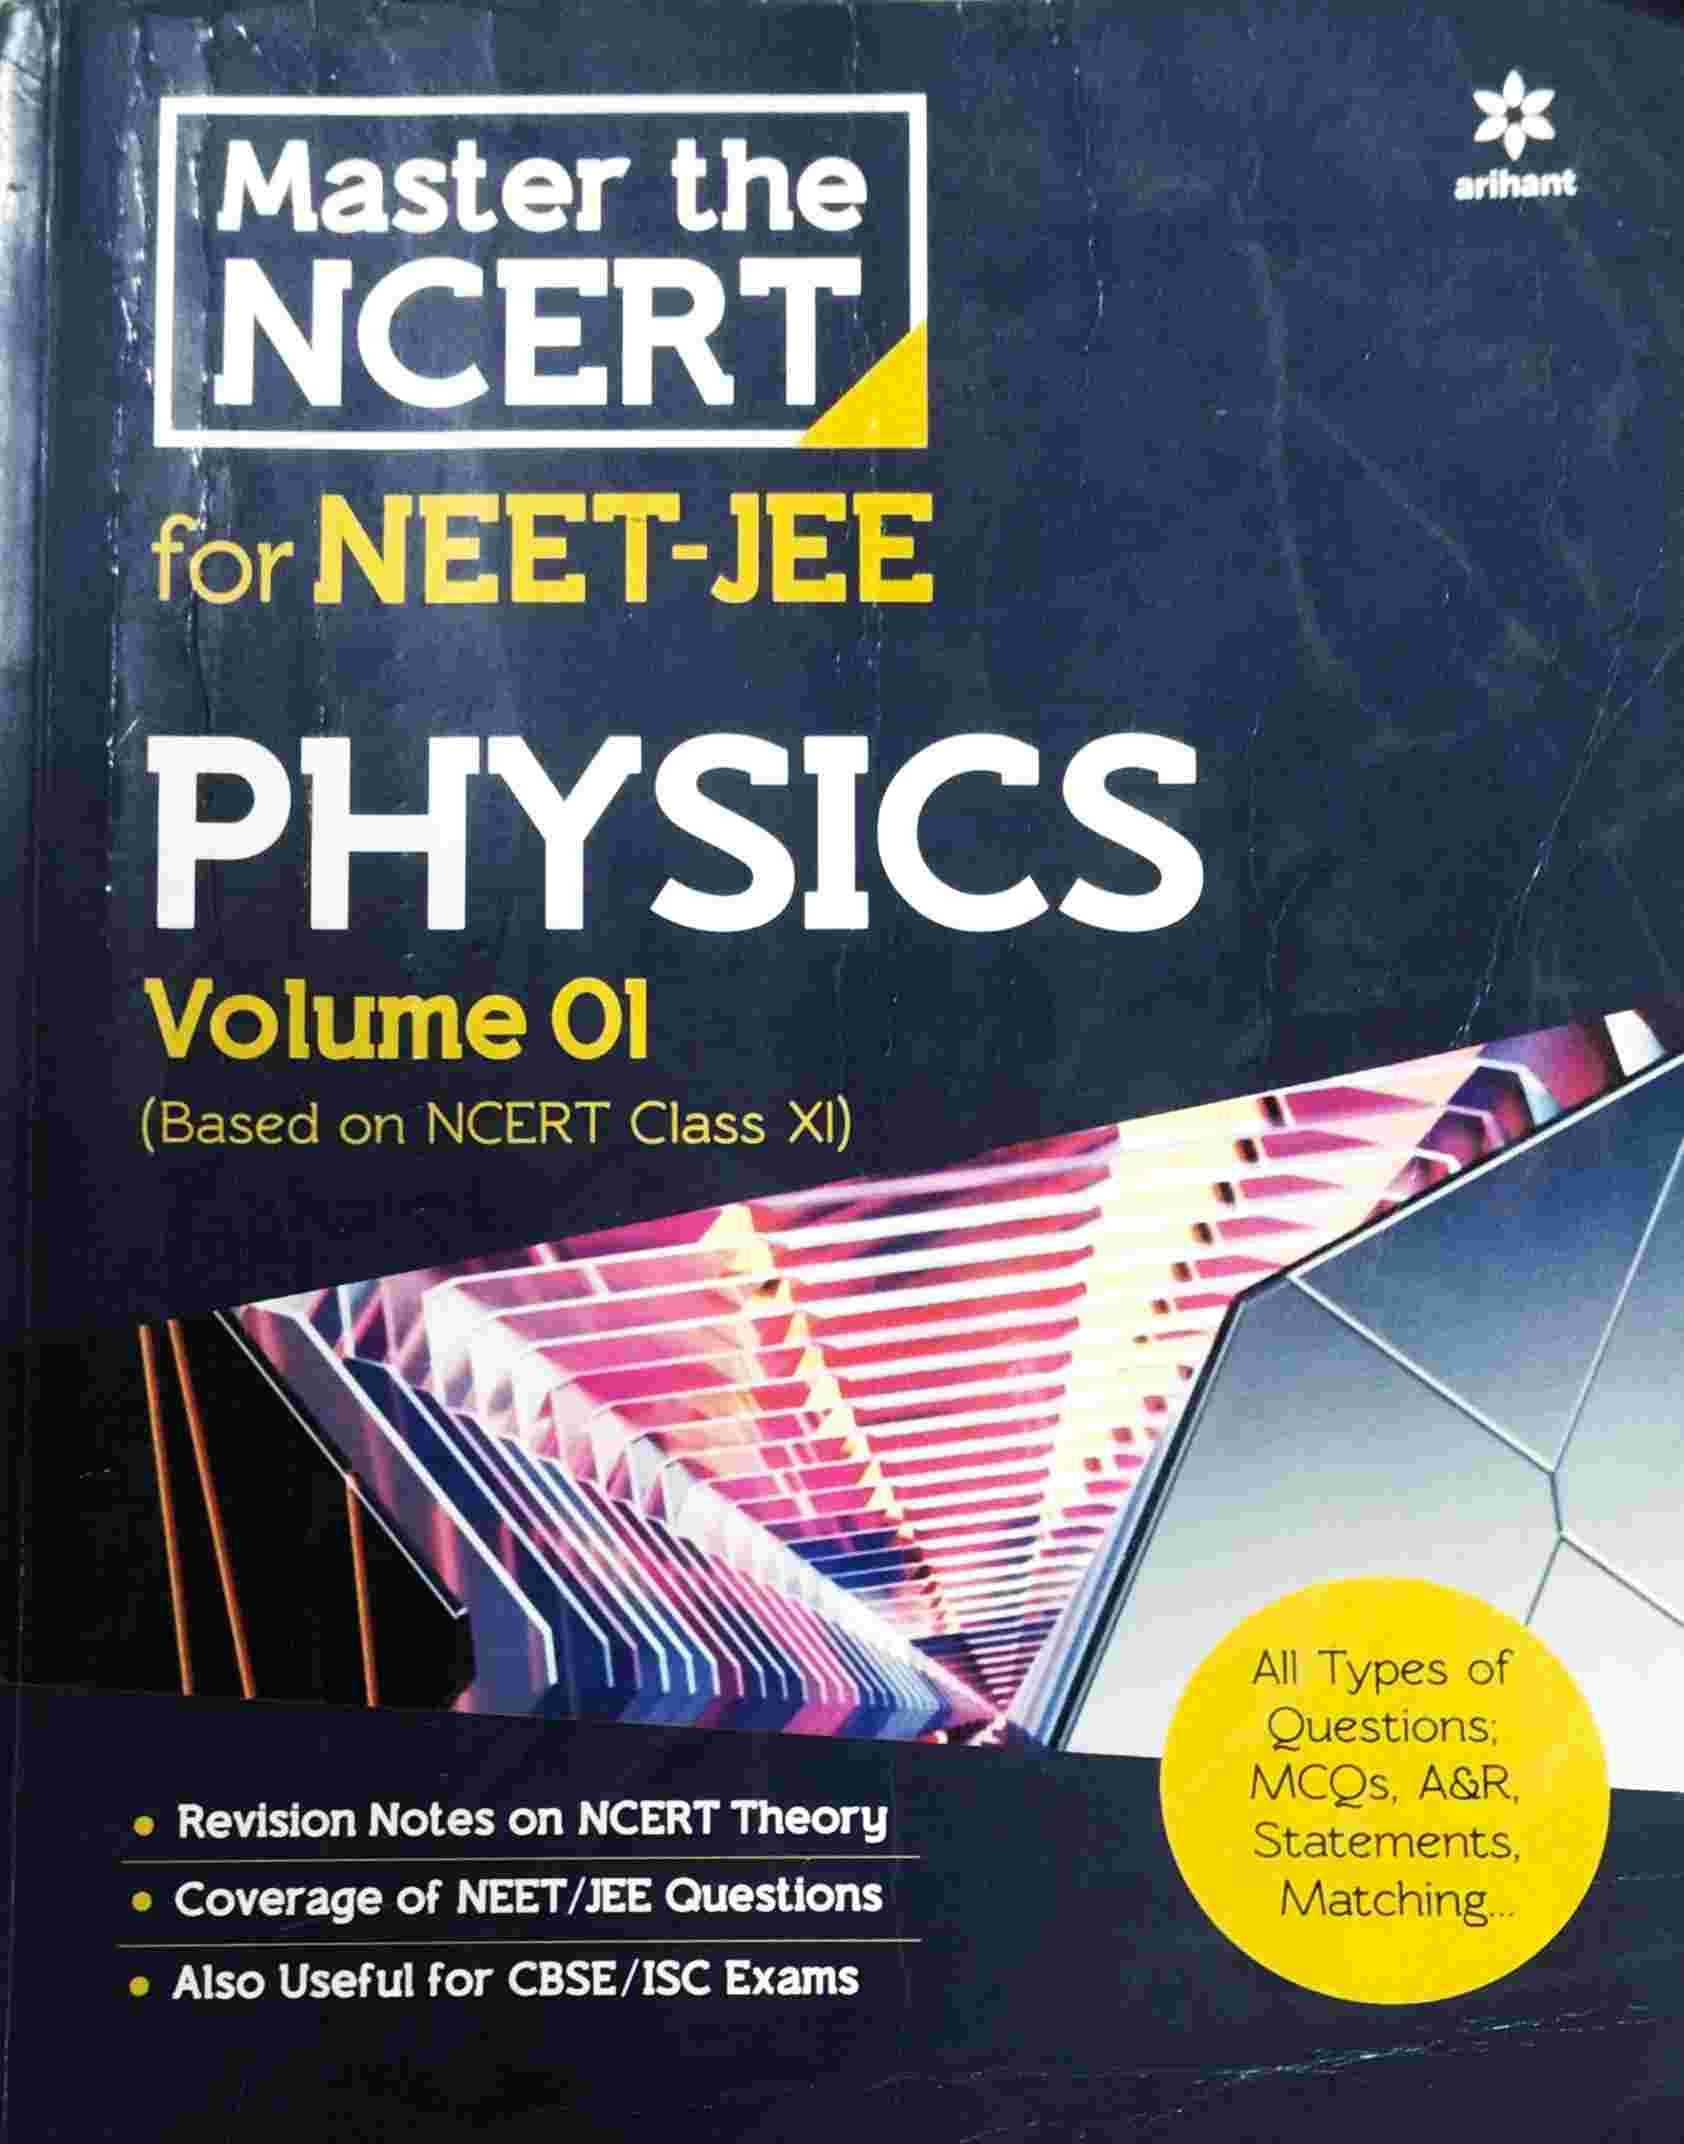 Master the
NCERT
arihant
for NEET-JEE
PHYSICS
Volume 01
(Based on NCERT Class XI)
All Types of
Questions;
MCQs, A&R,
Statements,
Matching...
Revision Notes on NCERT Theory
Coverage of NEET/JEE Questions
Also Useful for CBSE/ISC Exams